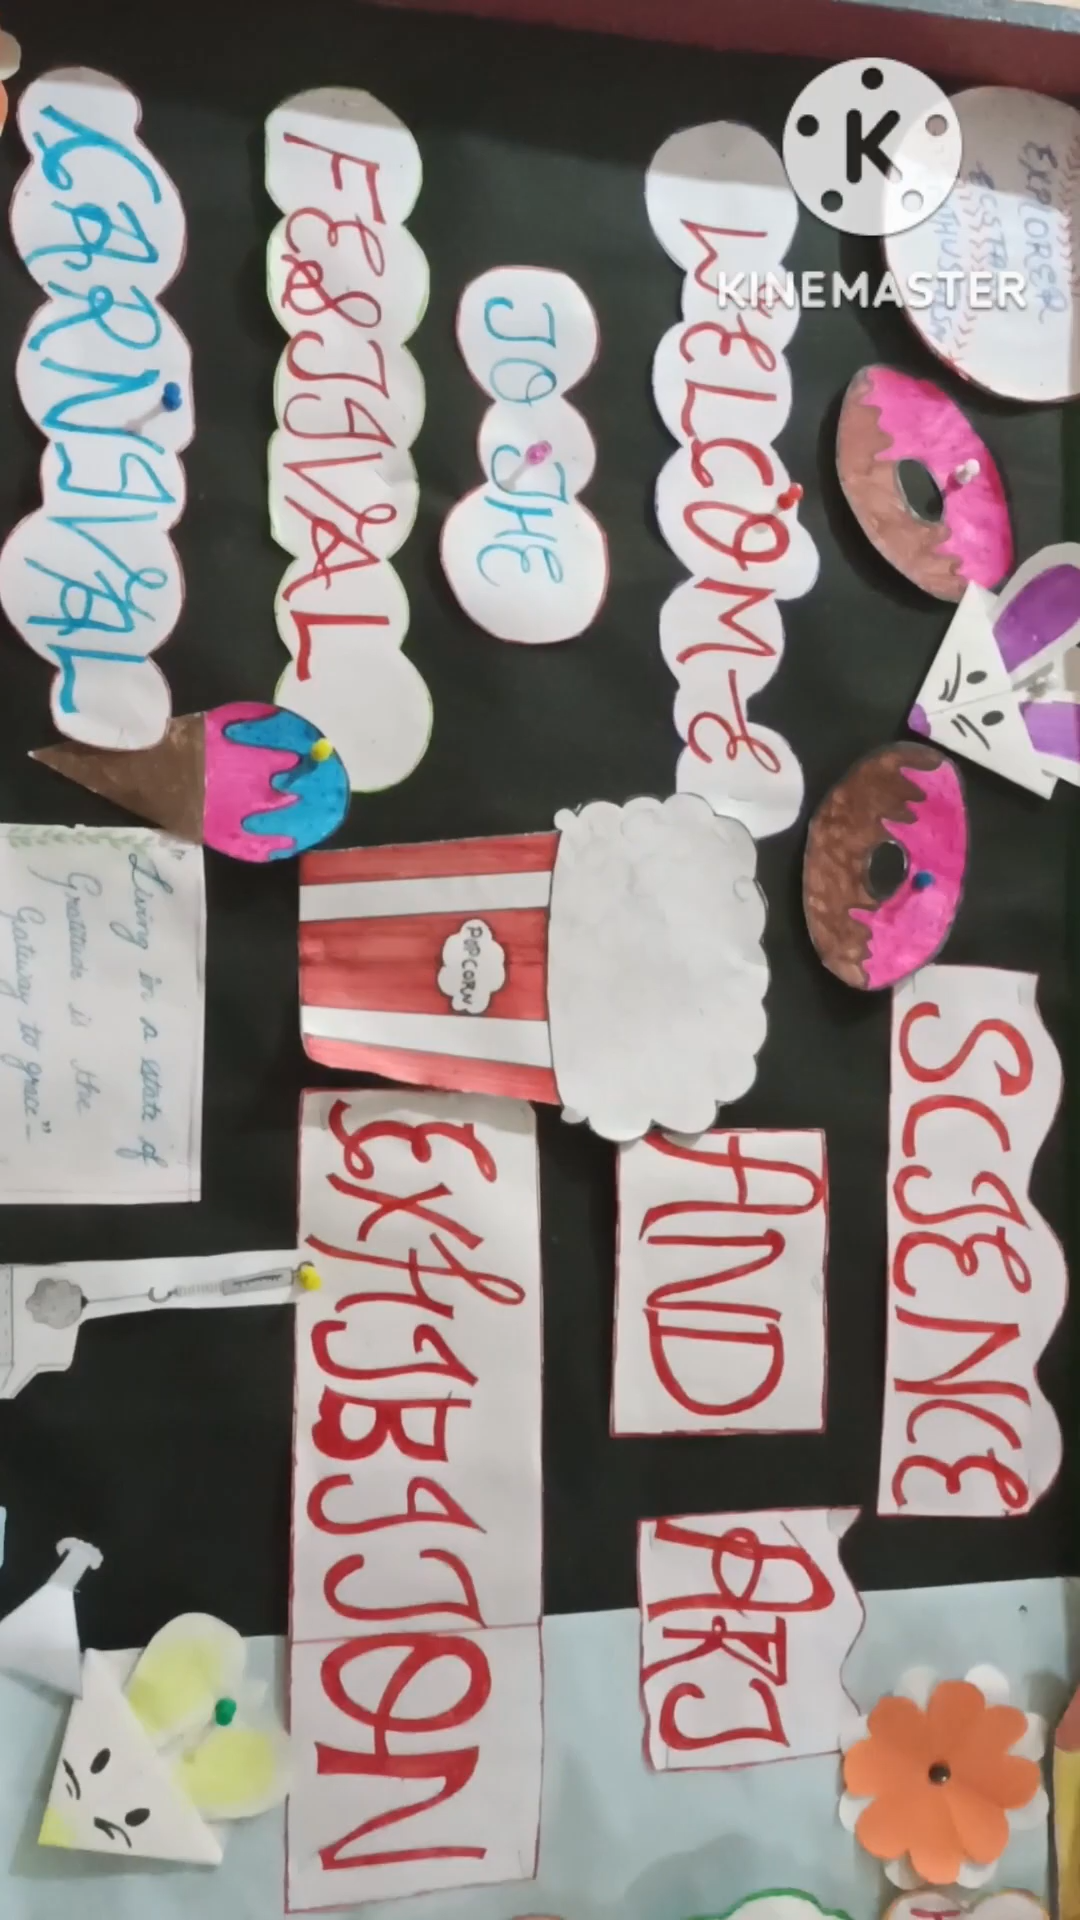 K
KINEMASTER
EXPLORER
WELCOME
TO
THE
FESTIVAL
CARNIVAL
SCIENCE
AND
ART
EXHIBITION
POPCORN
"Living in a state of
Gratitude is the
Gateway to grace"-